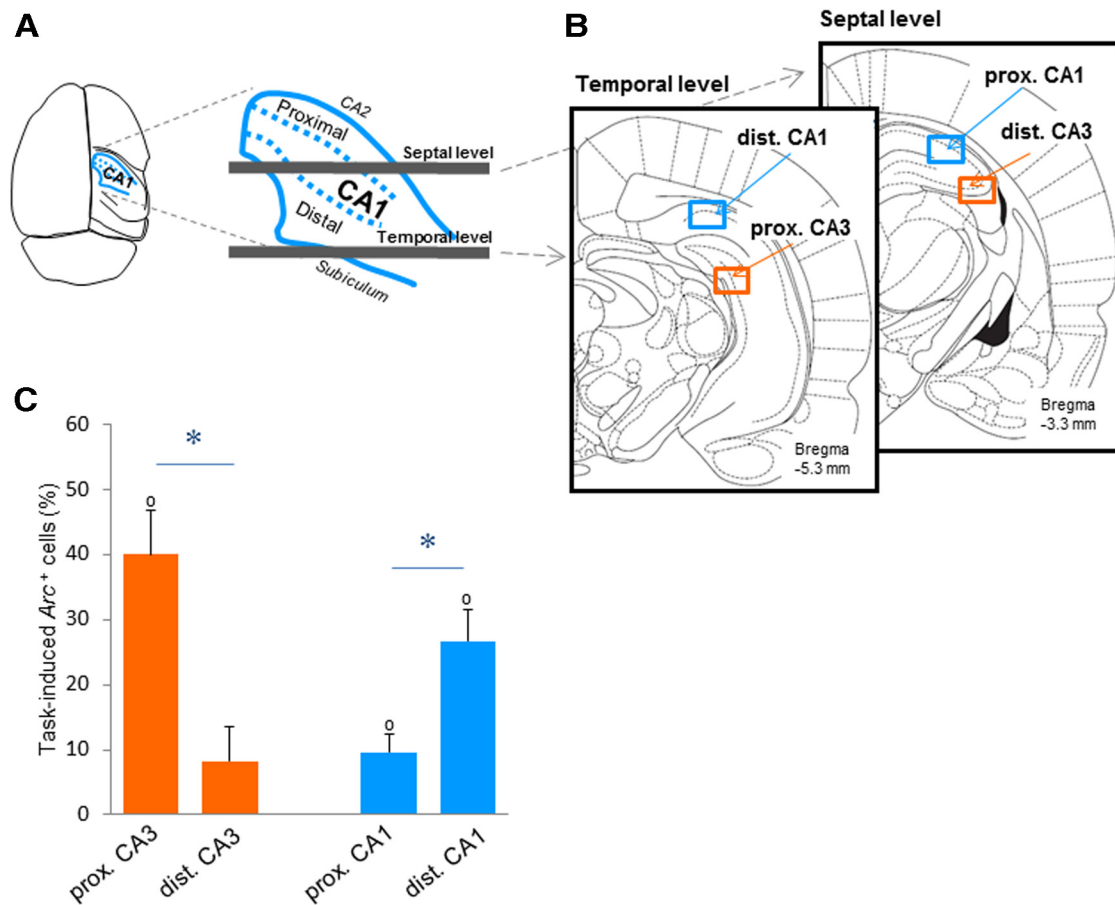 A
CA1
CA2
Proximal
Septal level
CA1
Distal
Temporal level
Subiculum
B
Septal level
prox. CA1
dist. CA3
Bregma
-3.3 mm
Temporal level
dist. CA1
prox. CA3
Bregma
-5.3 mm
C
Task-induced Arc+ cells (%)
60
50
40
30
20
10
0
*
*
o
o
o
prox. CA3
dist. CA3
prox. CA1
dist. CA1